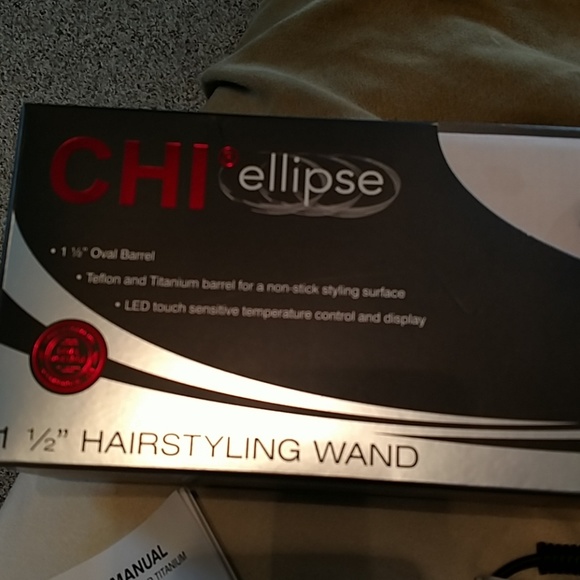 CHI® ellipse
• 1 ½" Oval Barrel
• Teflon and Titanium barrel for a non-stick styling surface
• LED touch sensitive temperature control and display
1 ½" HAIRSTYLING WAND
MANUAL
TITANIUM